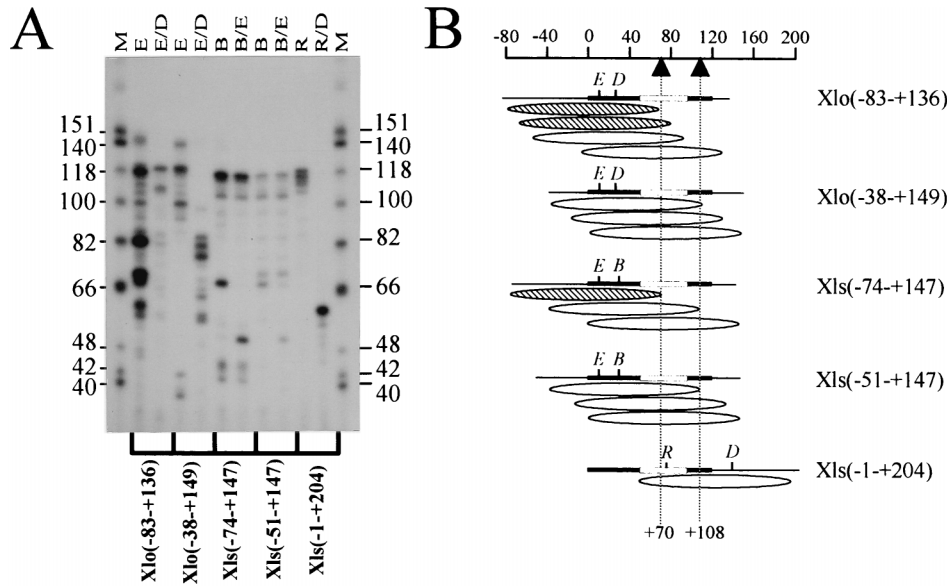 A
M E E/D E E/D B B/E B B/E R R/D M
151 151
140 140
118 118
100 100
82 82
66 66
48 48
42 42
40 40
Xlo(-83-+136)
Xlo(-38-+149)
Xls(-74-+147)
Xls(-51-+147)
Xls(-1-+204)
B
-80 -40 0 40 80 120 160 200
E D
Xlo(-83-+136)
E D
Xlo(-38-+149)
E B
Xls(-74-+147)
E B
Xls(-51-+147)
R D
Xls(-1-+204)
+70 +108